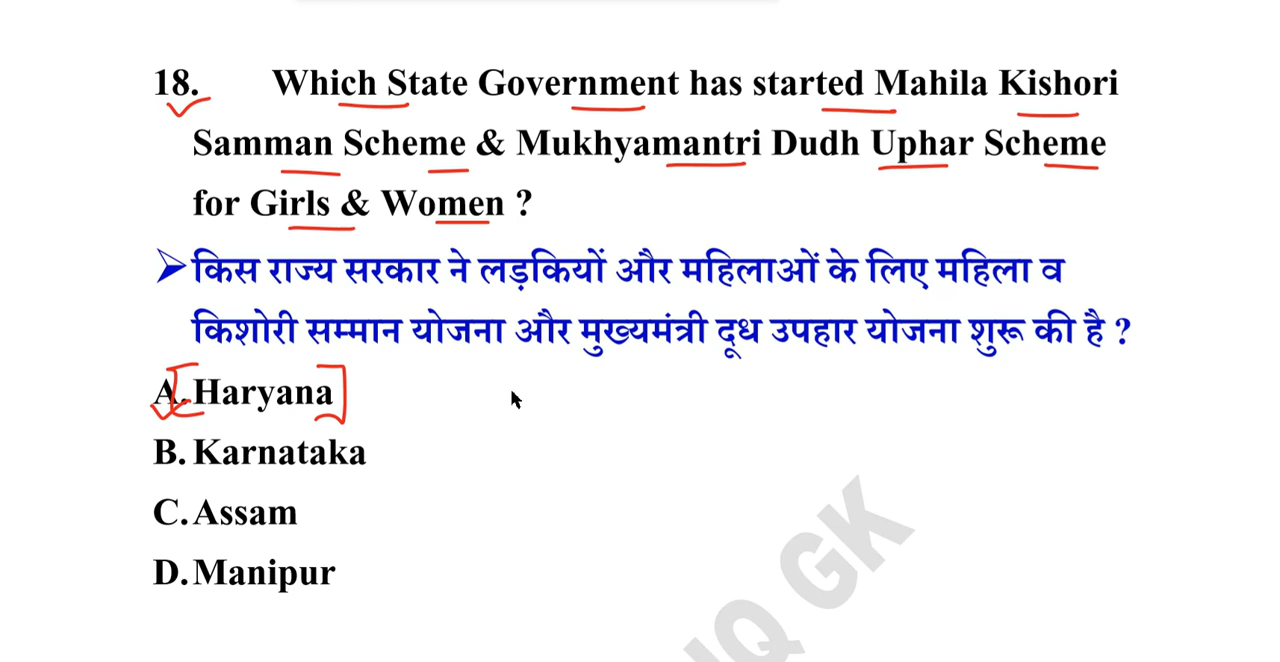 18. Which State Government has started Mahila Kishori
Samman Scheme & Mukhyamantri Dudh Uphar Scheme
for Girls & Women ?
➢किस राज्य सरकार ने लड़कियों और महिलाओं के लिए महिला व
किशोरी सम्मान योजना और मुख्यमंत्री दूध उपहार योजना शुरू की है ?
A. Haryana
B. Karnataka
C. Assam
D. Manipur
GK